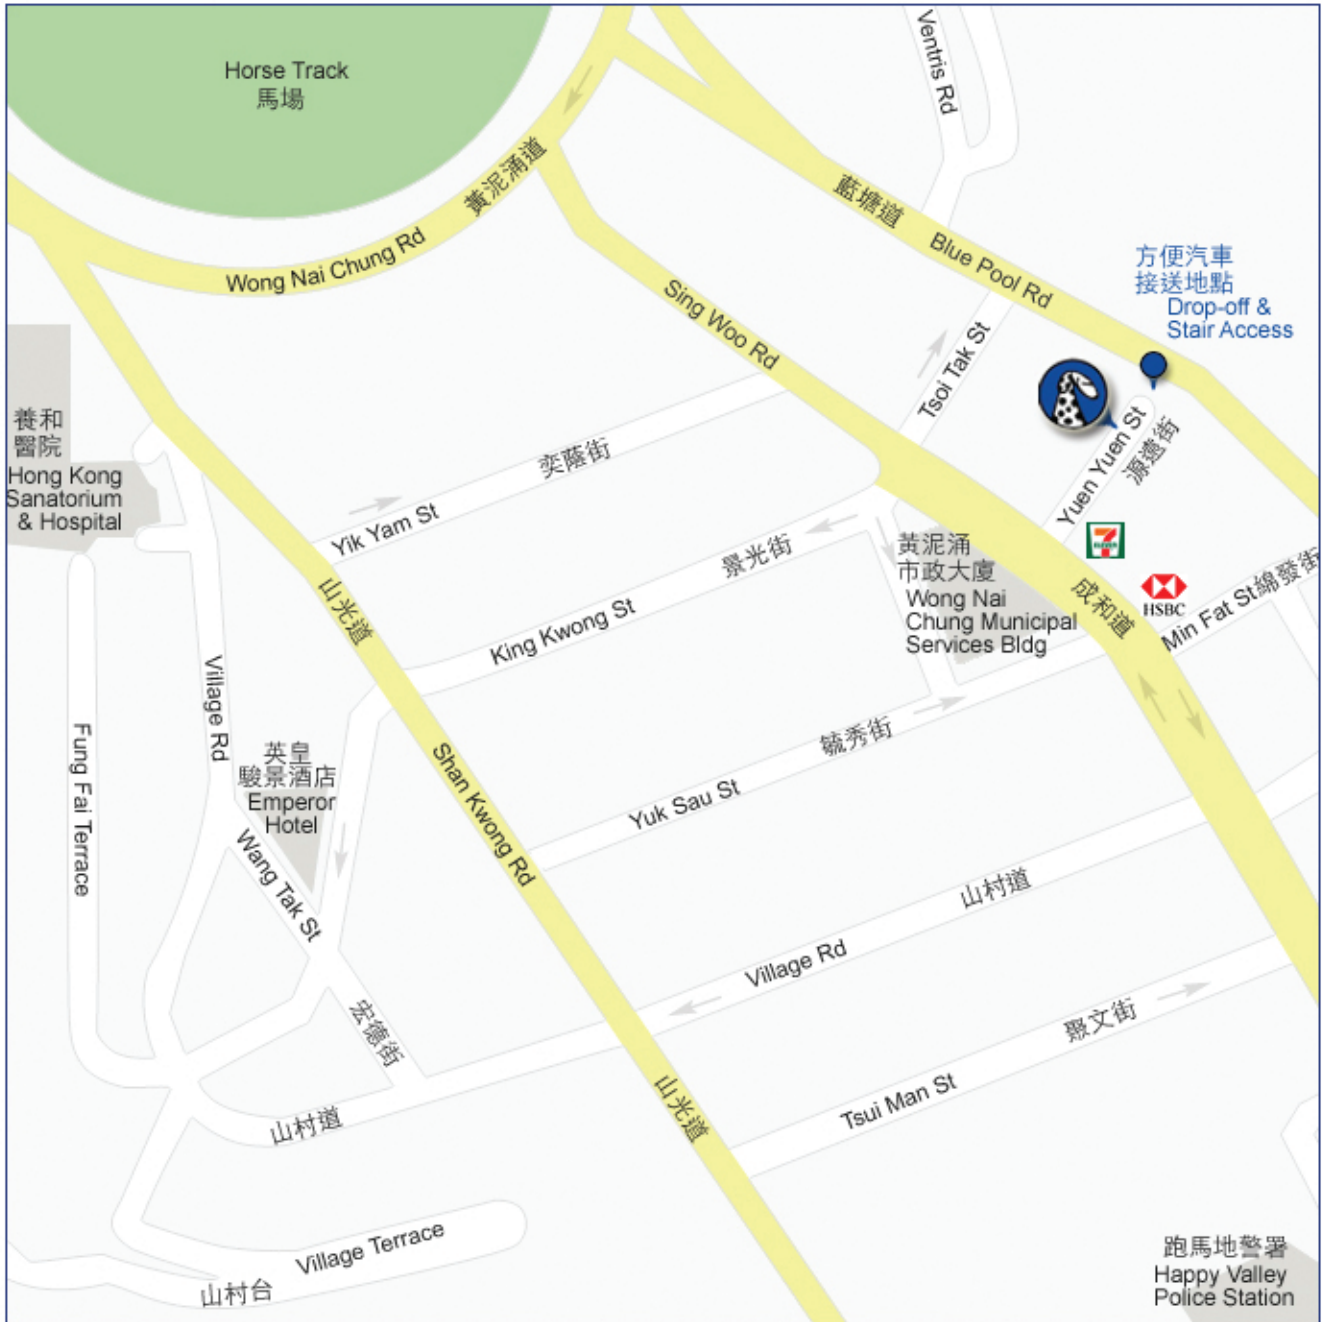 Horse Track
馬場
Ventris Rd
黃泥涌道
Wong Nai Chung Rd
藍塘道
Blue Pool Rd
方便汽車
接送地點
Drop-off &
Stair Access
Sing Woo Rd
Tsoi Tak St
養和
醫院
Hong Kong
Sanatorium
& Hospital
奕蔭街
Yik Yam St
Yuen Yuen St
源遠街
7
ELEVEN
HSBC
景光街
King Kwong St
黃泥涌
市政大廈
Wong Nai
Chung Municipal
Services Bldg
成和道
Min Fat St 綿發街
山光道
Village Rd
Fung Fai Terrace
英皇
駿景酒店
Emperor
Hotel
Shan Kwong Rd
毓秀街
Yuk Sau St
Wang Tak St
宏德街
山村道
Village Rd
聚文街
Tsui Man St
山光道
山村道
Village Terrace
山村台
跑馬地警署
Happy Valley
Police Station